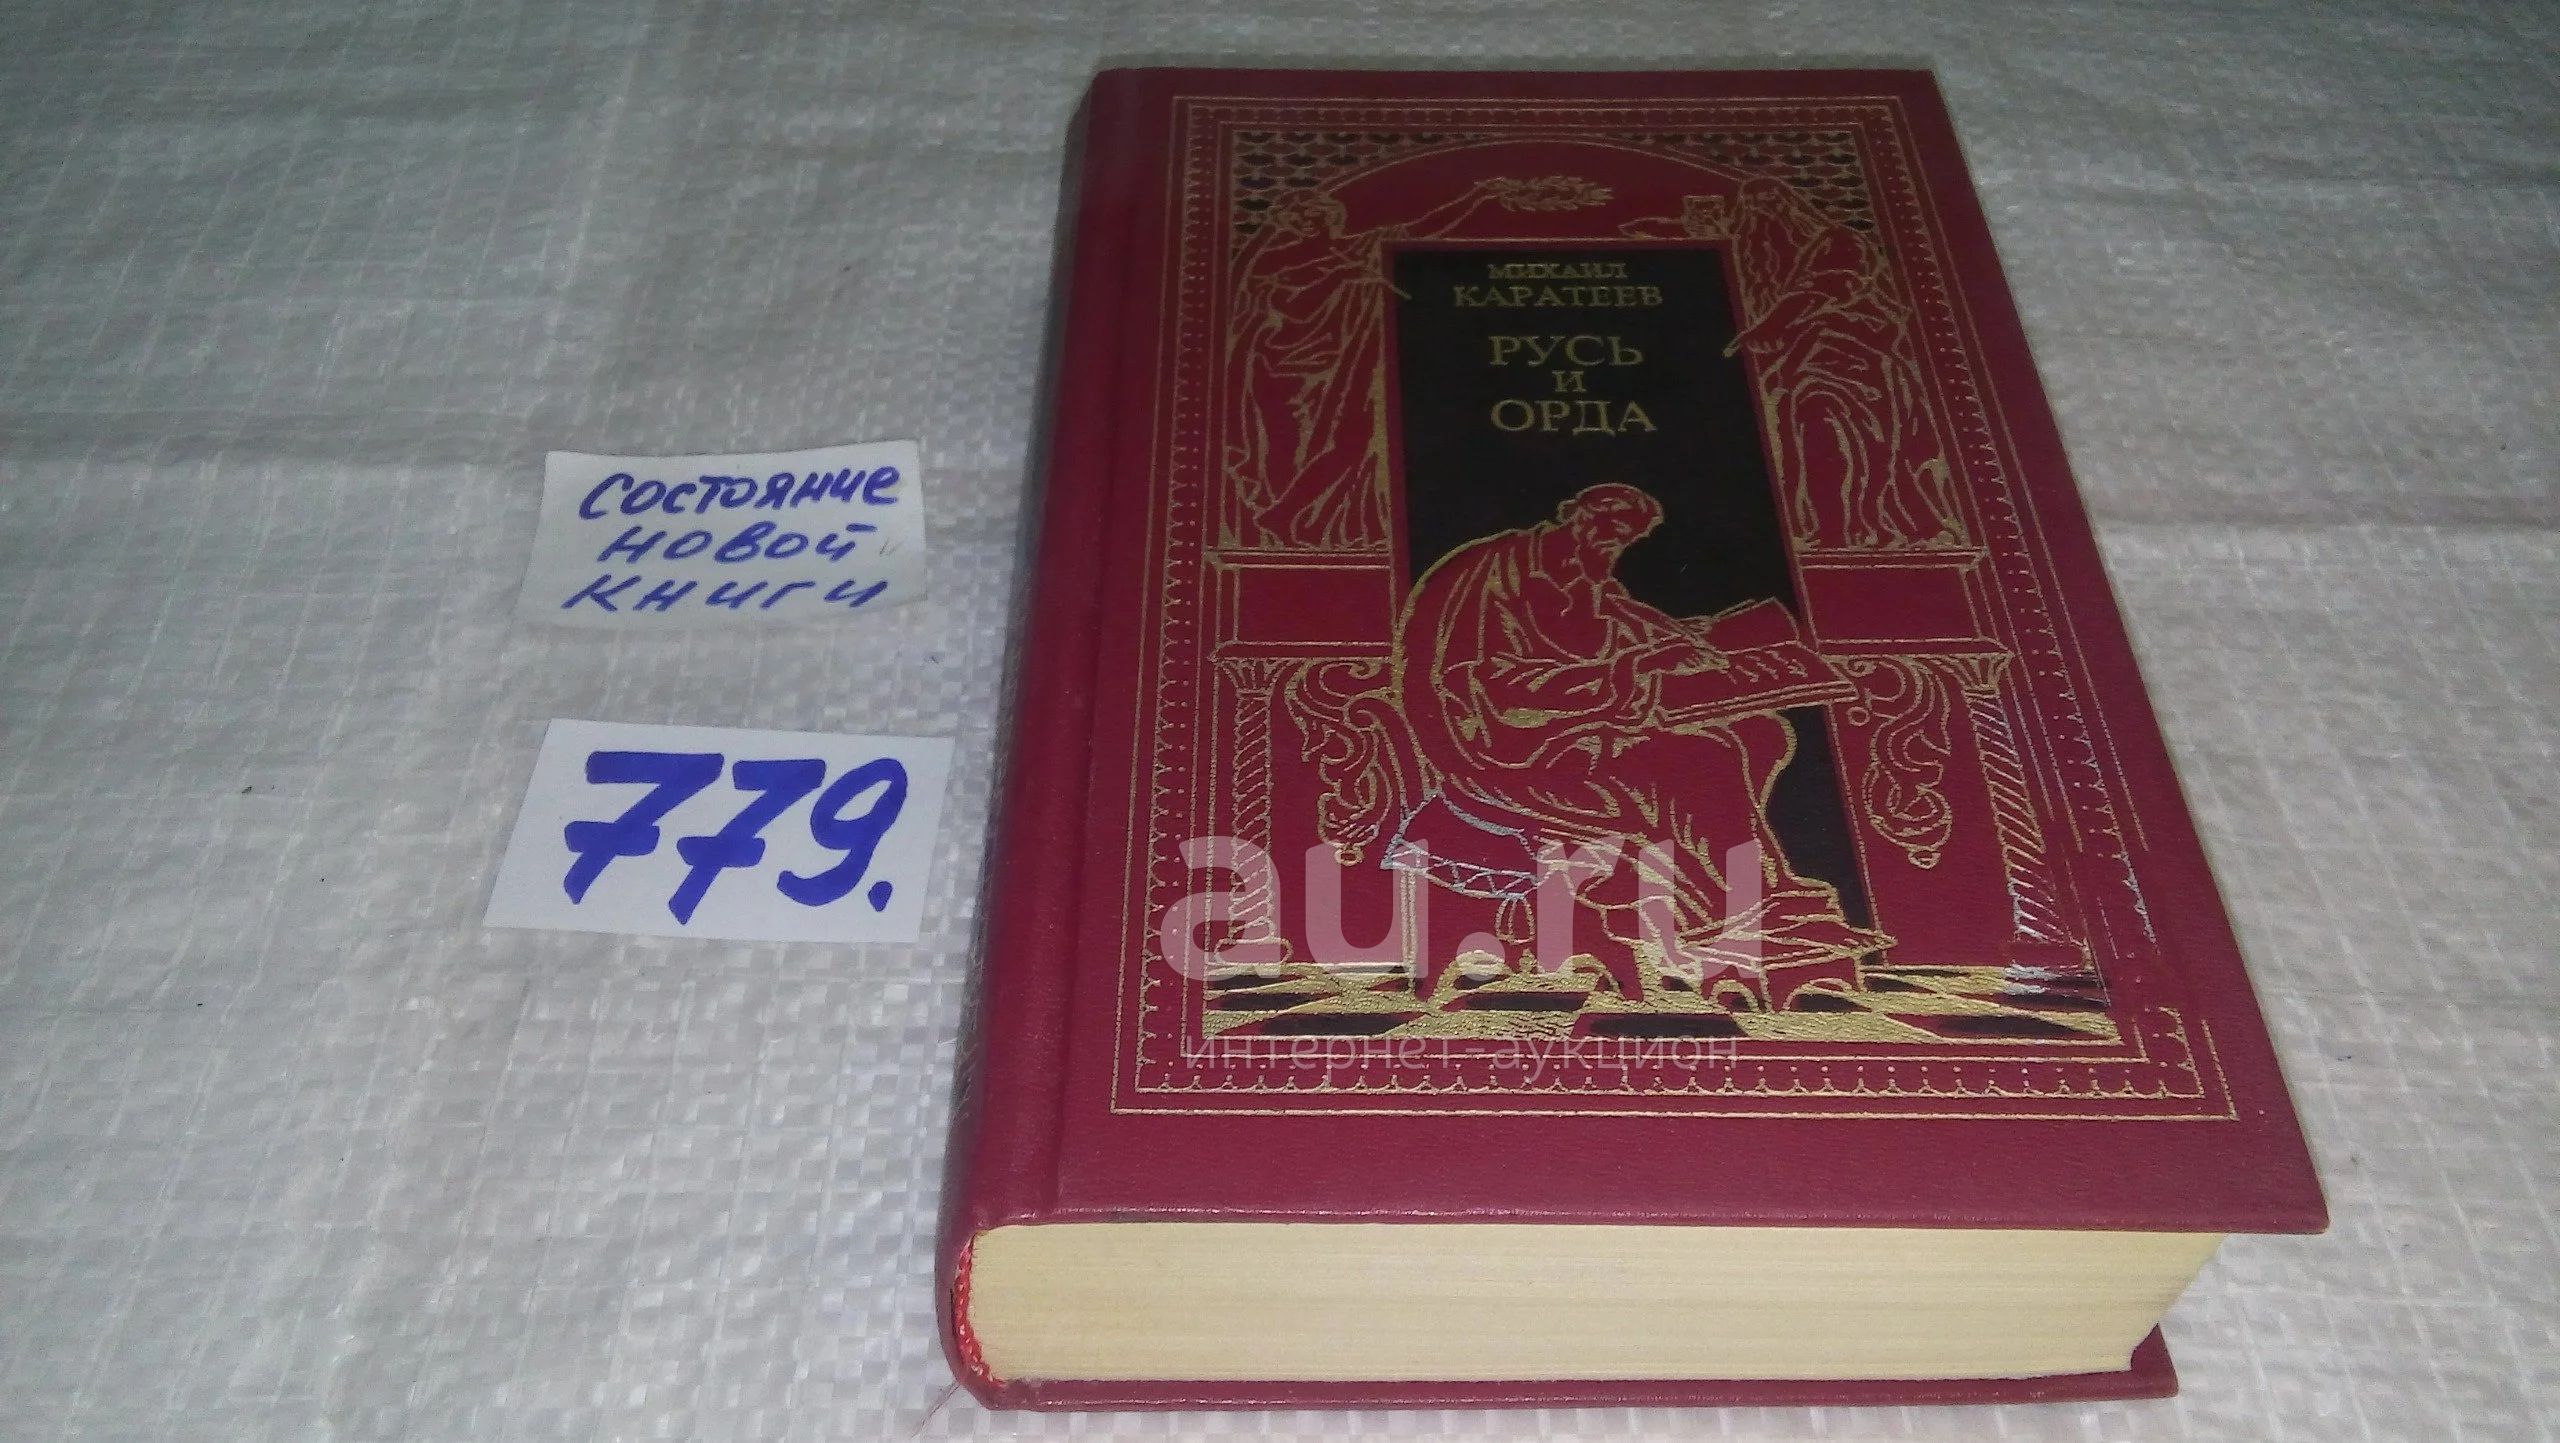 МИХАИЛ
КАРАТЕЕВ
РУСЬ
И
ОРДА
состояние
новой
книги
779.
au.ru
интернет-аукцион